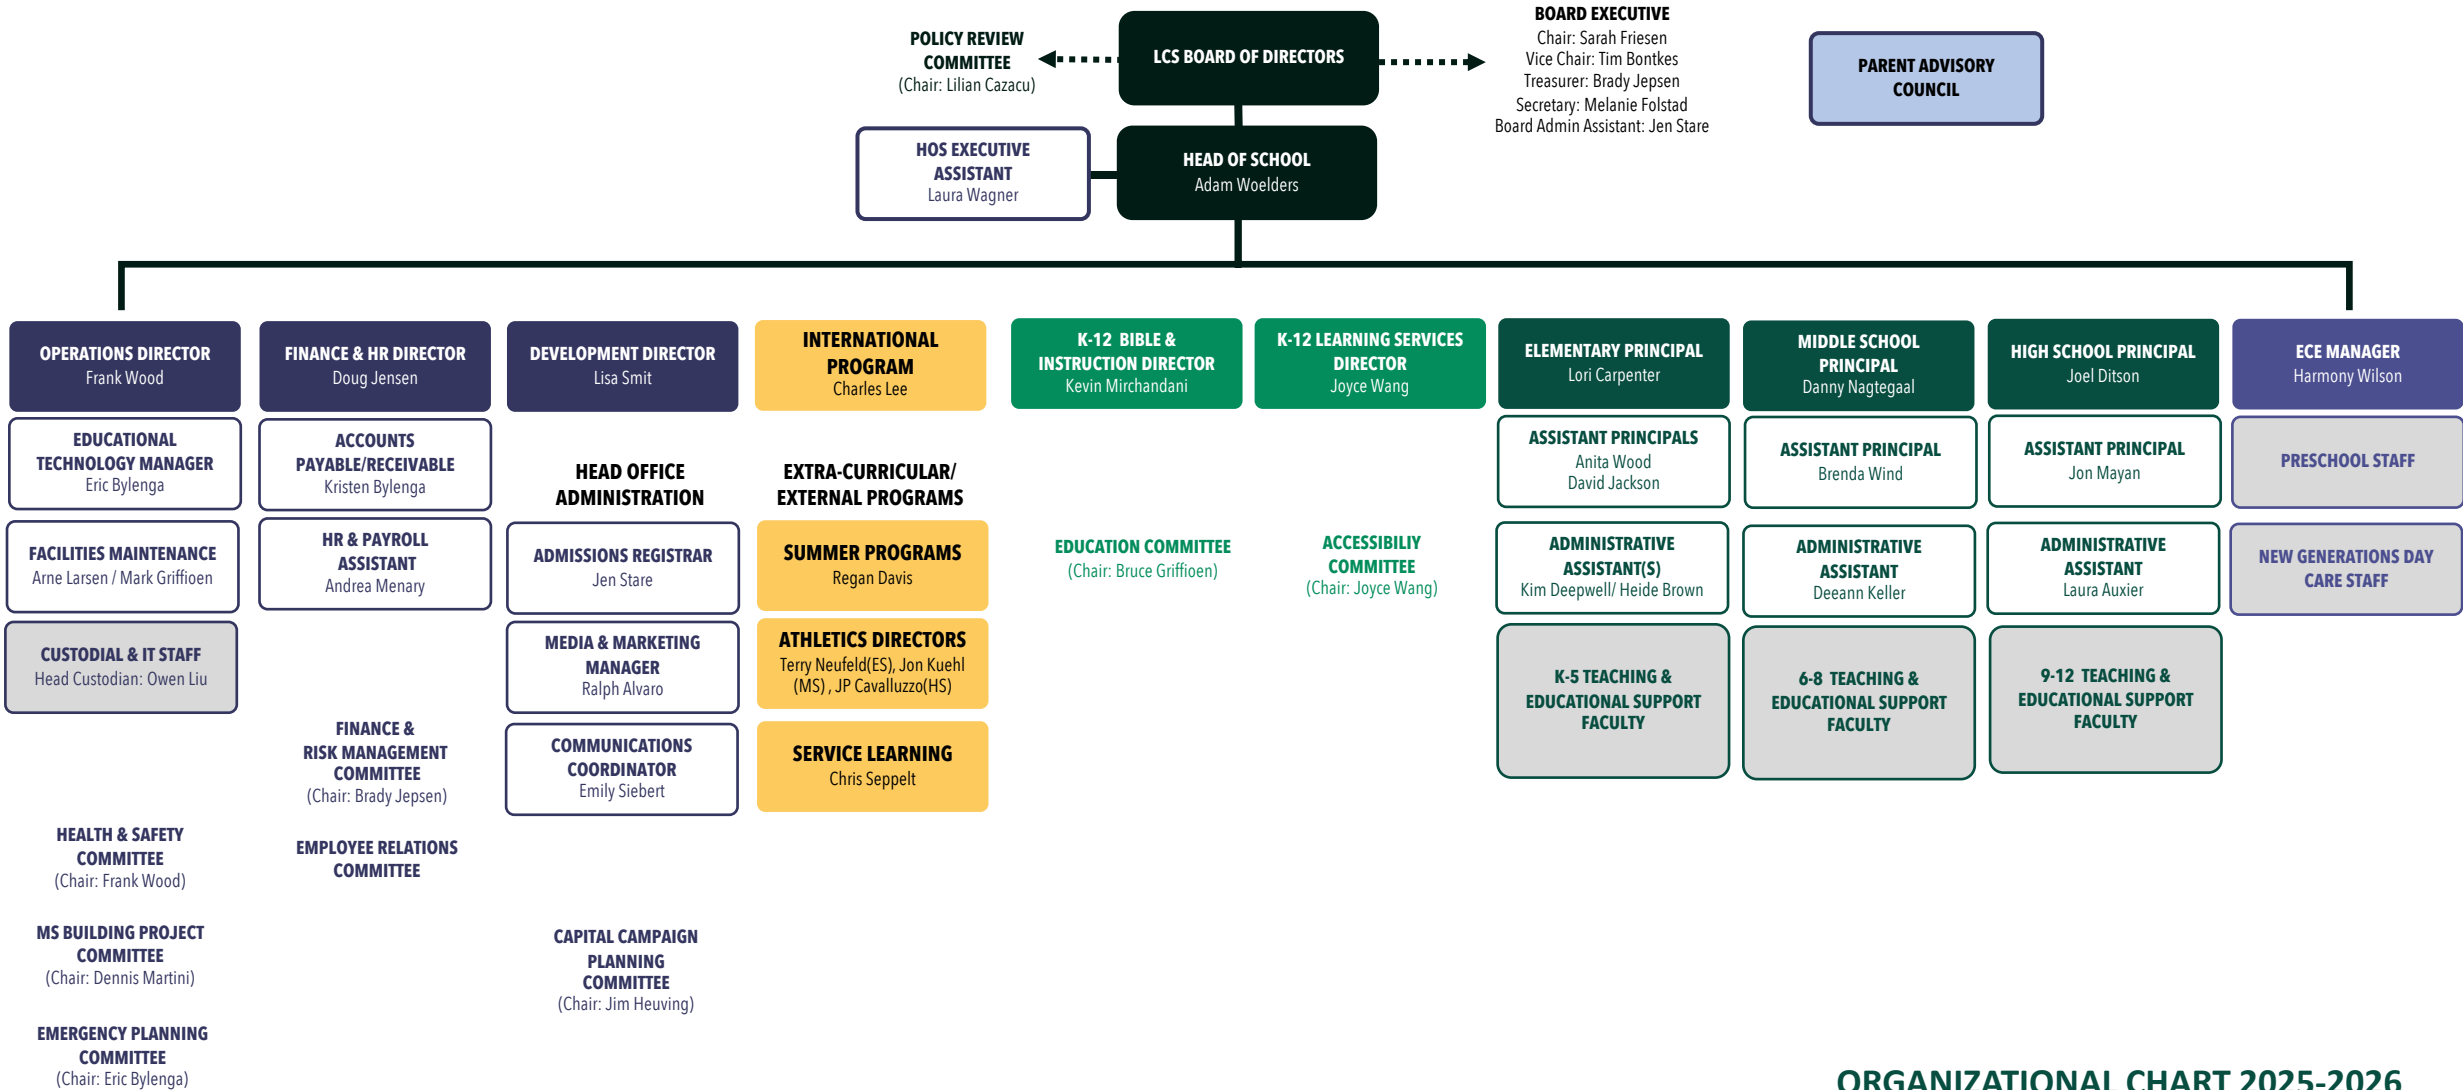 POLICY REVIEW
COMMITTEE
(Chair: Lilian Cazacu)
LCS BOARD OF DIRECTORS
BOARD EXECUTIVE
Chair: Sarah Friesen
Vice Chair: Tim Bontkes
Treasurer: Brady Jepsen
Secretary: Melanie Folstad
Board Admin Assistant: Jen Stare
PARENT ADVISORY
COUNCIL
HOS EXECUTIVE
ASSISTANT
Laura Wagner
HEAD OF SCHOOL
Adam Woelders
OPERATIONS DIRECTOR
Frank Wood
EDUCATIONAL
TECHNOLOGY MANAGER
Eric Bylenga
FACILITIES MAINTENANCE
Arne Larsen / Mark Griffioen
CUSTODIAL & IT STAFF
Head Custodian: Owen Liu
HEALTH & SAFETY
COMMITTEE
(Chair: Frank Wood)
MS BUILDING PROJECT
COMMITTEE
(Chair: Dennis Martini)
EMERGENCY PLANNING
COMMITTEE
(Chair: Eric Bylenga)
FINANCE & HR DIRECTOR
Doug Jensen
ACCOUNTS
PAYABLE/RECEIVABLE
Kristen Bylenga
HR & PAYROLL
ASSISTANT
Andrea Menary
FINANCE &
RISK MANAGEMENT
COMMITTEE
(Chair: Brady Jepsen)
EMPLOYEE RELATIONS
COMMITTEE
DEVELOPMENT DIRECTOR
Lisa Smit
HEAD OFFICE
ADMINISTRATION
ADMISSIONS REGISTRAR
Jen Stare
MEDIA & MARKETING
MANAGER
Ralph Alvaro
COMMUNICATIONS
COORDINATOR
Emily Siebert
CAPITAL CAMPAIGN
PLANNING
COMMITTEE
(Chair: Jim Heuving)
INTERNATIONAL
PROGRAM
Charles Lee
EXTRA-CURRICULAR/
EXTERNAL PROGRAMS
SUMMER PROGRAMS
Regan Davis
ATHLETICS DIRECTORS
Terry Neufeld(ES), Jon Kuehl
(MS) , JP Cavalluzzo(HS)
SERVICE LEARNING
Chris Seppelt
K-12 BIBLE &
INSTRUCTION DIRECTOR
Kevin Mirchandani
EDUCATION COMMITTEE
(Chair: Bruce Griffioen)
K-12 LEARNING SERVICES
DIRECTOR
Joyce Wang
ACCESSIBILIY
COMMITTEE
(Chair: Joyce Wang)
ELEMENTARY PRINCIPAL
Lori Carpenter
ASSISTANT PRINCIPALS
Anita Wood
David Jackson
ADMINISTRATIVE
ASSISTANT(S)
Kim Deepwell/ Heide Brown
K-5 TEACHING &
EDUCATIONAL SUPPORT
FACULTY
MIDDLE SCHOOL
PRINCIPAL
Danny Nagtegaal
ASSISTANT PRINCIPAL
Brenda Wind
ADMINISTRATIVE
ASSISTANT
Deeann Keller
6-8 TEACHING &
EDUCATIONAL SUPPORT
FACULTY
HIGH SCHOOL PRINCIPAL
Joel Ditson
ASSISTANT PRINCIPAL
Jon Mayan
ADMINISTRATIVE
ASSISTANT
Laura Auxier
9-12 TEACHING &
EDUCATIONAL SUPPORT
FACULTY
ECE MANAGER
Harmony Wilson
PRESCHOOL STAFF
NEW GENERATIONS DAY
CARE STAFF
ORGANIZATIONAL CHART 2025-2026